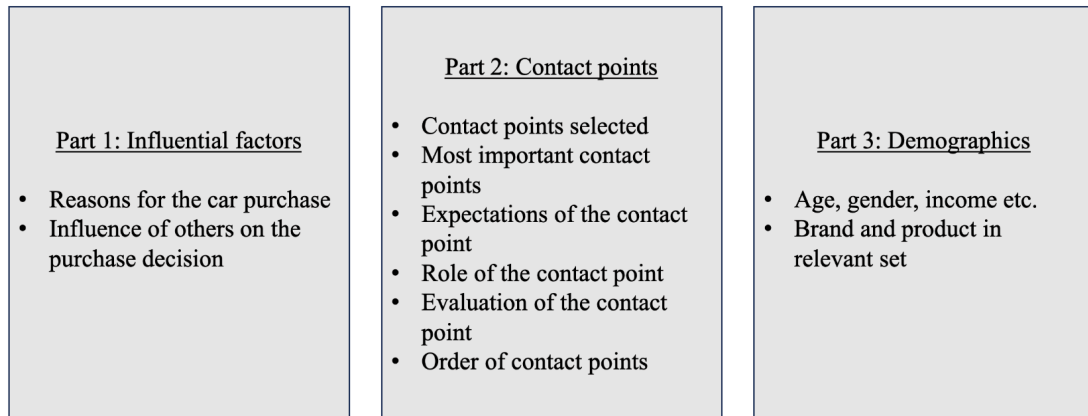 Part 1: Influential factors
• Reasons for the car purchase
• Influence of others on the
purchase decision
Part 2: Contact points
• Contact points selected
• Most important contact
points
• Expectations of the contact
point
• Role of the contact point
• Evaluation of the contact
point
• Order of contact points
Part 3: Demographics
• Age, gender, income etc.
• Brand and product in
relevant set